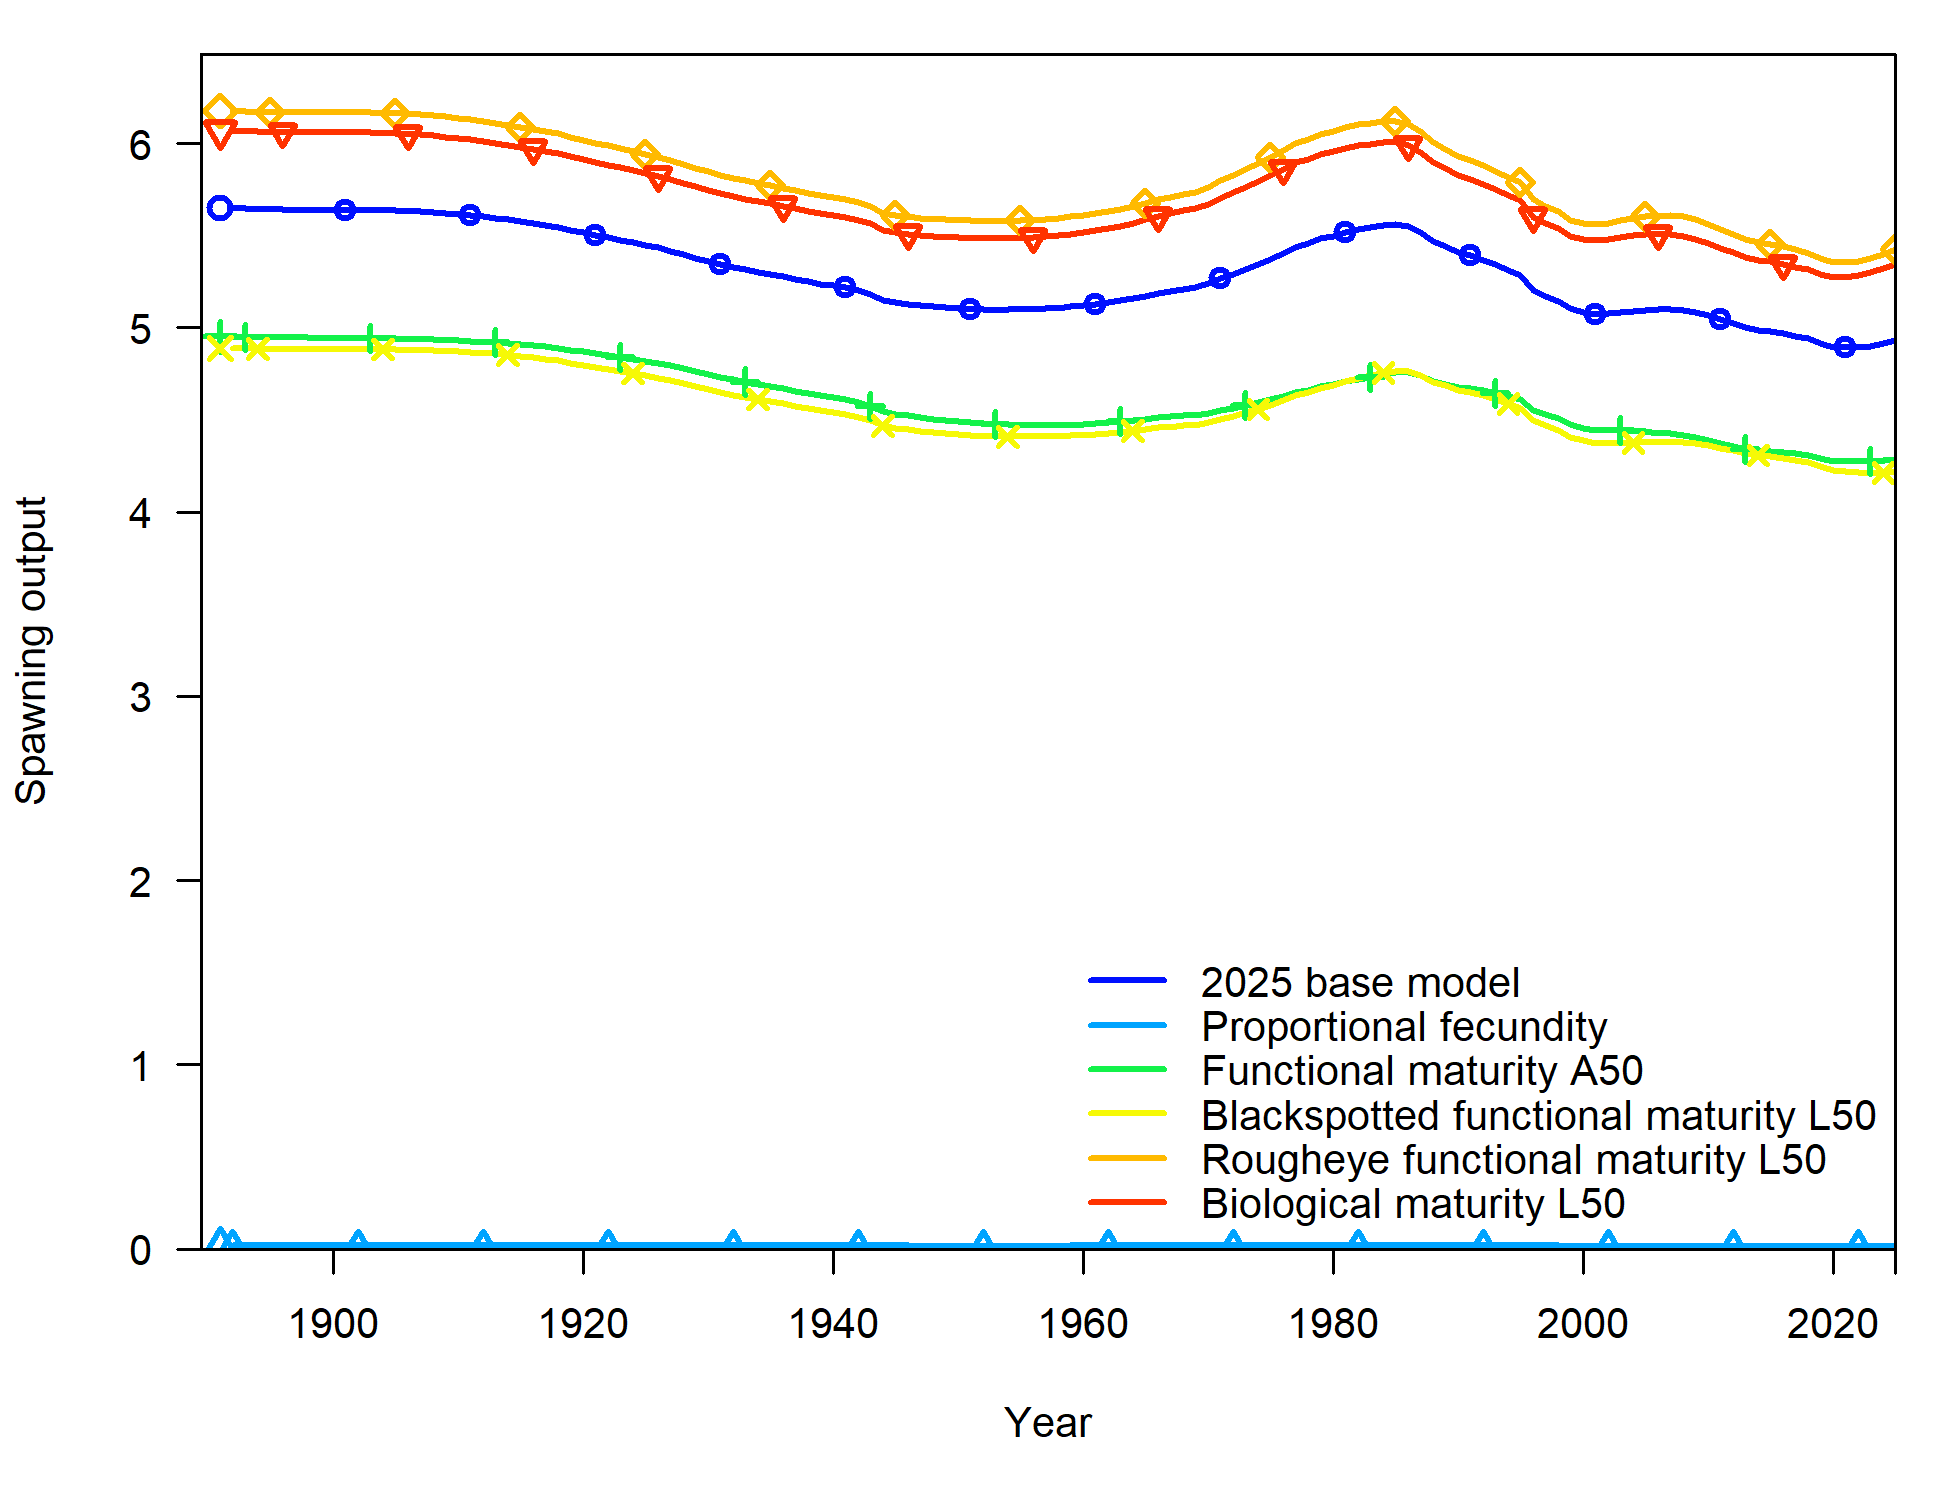 6
5
4
3
2
1
0
Spawning output
2025 base model
Proportional fecundity
Functional maturity A50
Blackspotted functional maturity L50
Rougheye functional maturity L50
Biological maturity L50
1900 1920 1940 1960 1980 2000 2020
Year